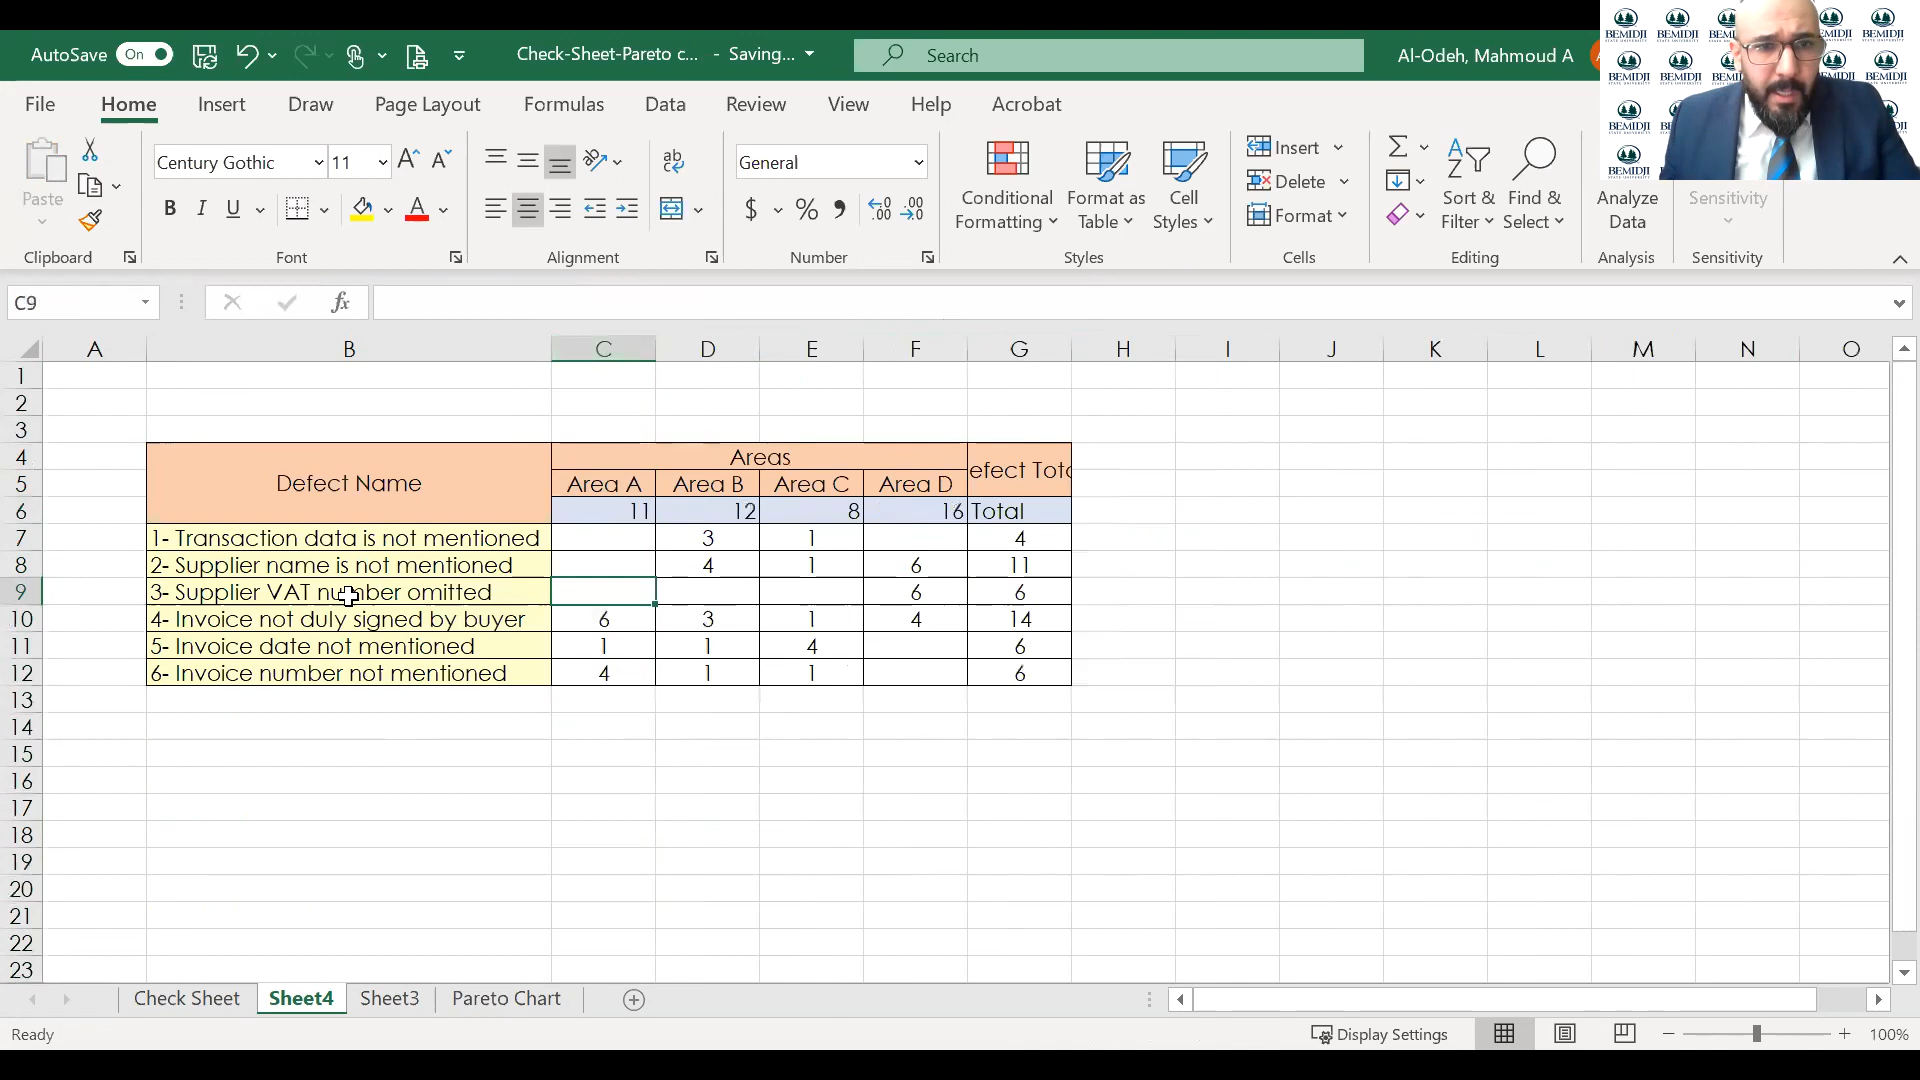 AutoSave On Check-Sheet-Pareto c... - Saving... Search Al-Odeh, Mahmoud A
File Home Insert Draw Page Layout Formulas Data Review View Help Acrobat
Century Gothic 11 General
Paste
Conditional Formatting
Format as Table
Cell Styles
Insert
Delete
Format
Sort & Filter
Find & Select
Analyze Data
Sensitivity
Clipboard Font Alignment Number Styles Cells Editing Analysis Sensitivity
C9 fx
A B C D E F G H I J K L M N O
1
2
3
4 Areas
Defect Name efect Tot
5 Area A Area B Area C Area D
6 11 12 8 16 Total
7 1- Transaction data is not mentioned 3 1 4
8 2- Supplier name is not mentioned 4 1 6 11
9 3- Supplier VAT number omitted 6 6
10 4- Invoice not duly signed by buyer 6 3 1 4 14
11 5- Invoice date not mentioned 1 1 4 6
12 6- Invoice number not mentioned 4 1 1 6
13
14
15
16
17
18
19
20
21
22
23
Check Sheet Sheet4 Sheet3 Pareto Chart
Ready Display Settings 100%
BEMIDJI BEMIDJI BEMIDJI BEMIDJI
STATE UNIVERSITY